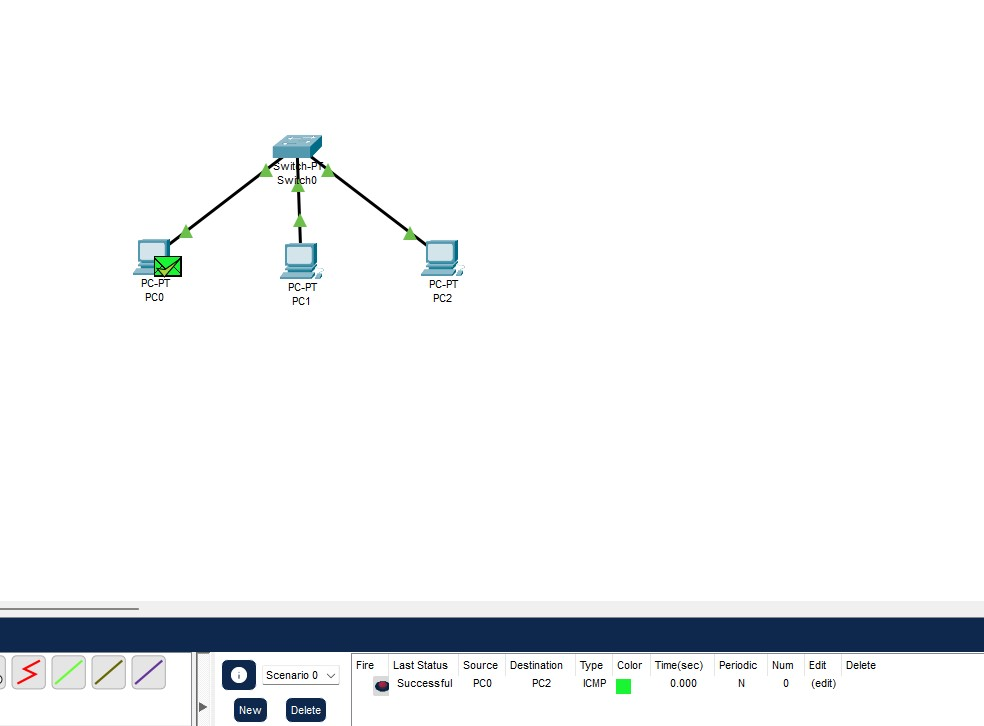 Switch-PT
Switch0
PC-PT
PC0
PC-PT
PC1
PC-PT
PC2
Scenario 0
New Delete
Fire Last Status Source Destination Type Color Time(sec) Periodic Num Edit Delete
Successful PC0 PC2 ICMP 0.000 N 0 (edit)